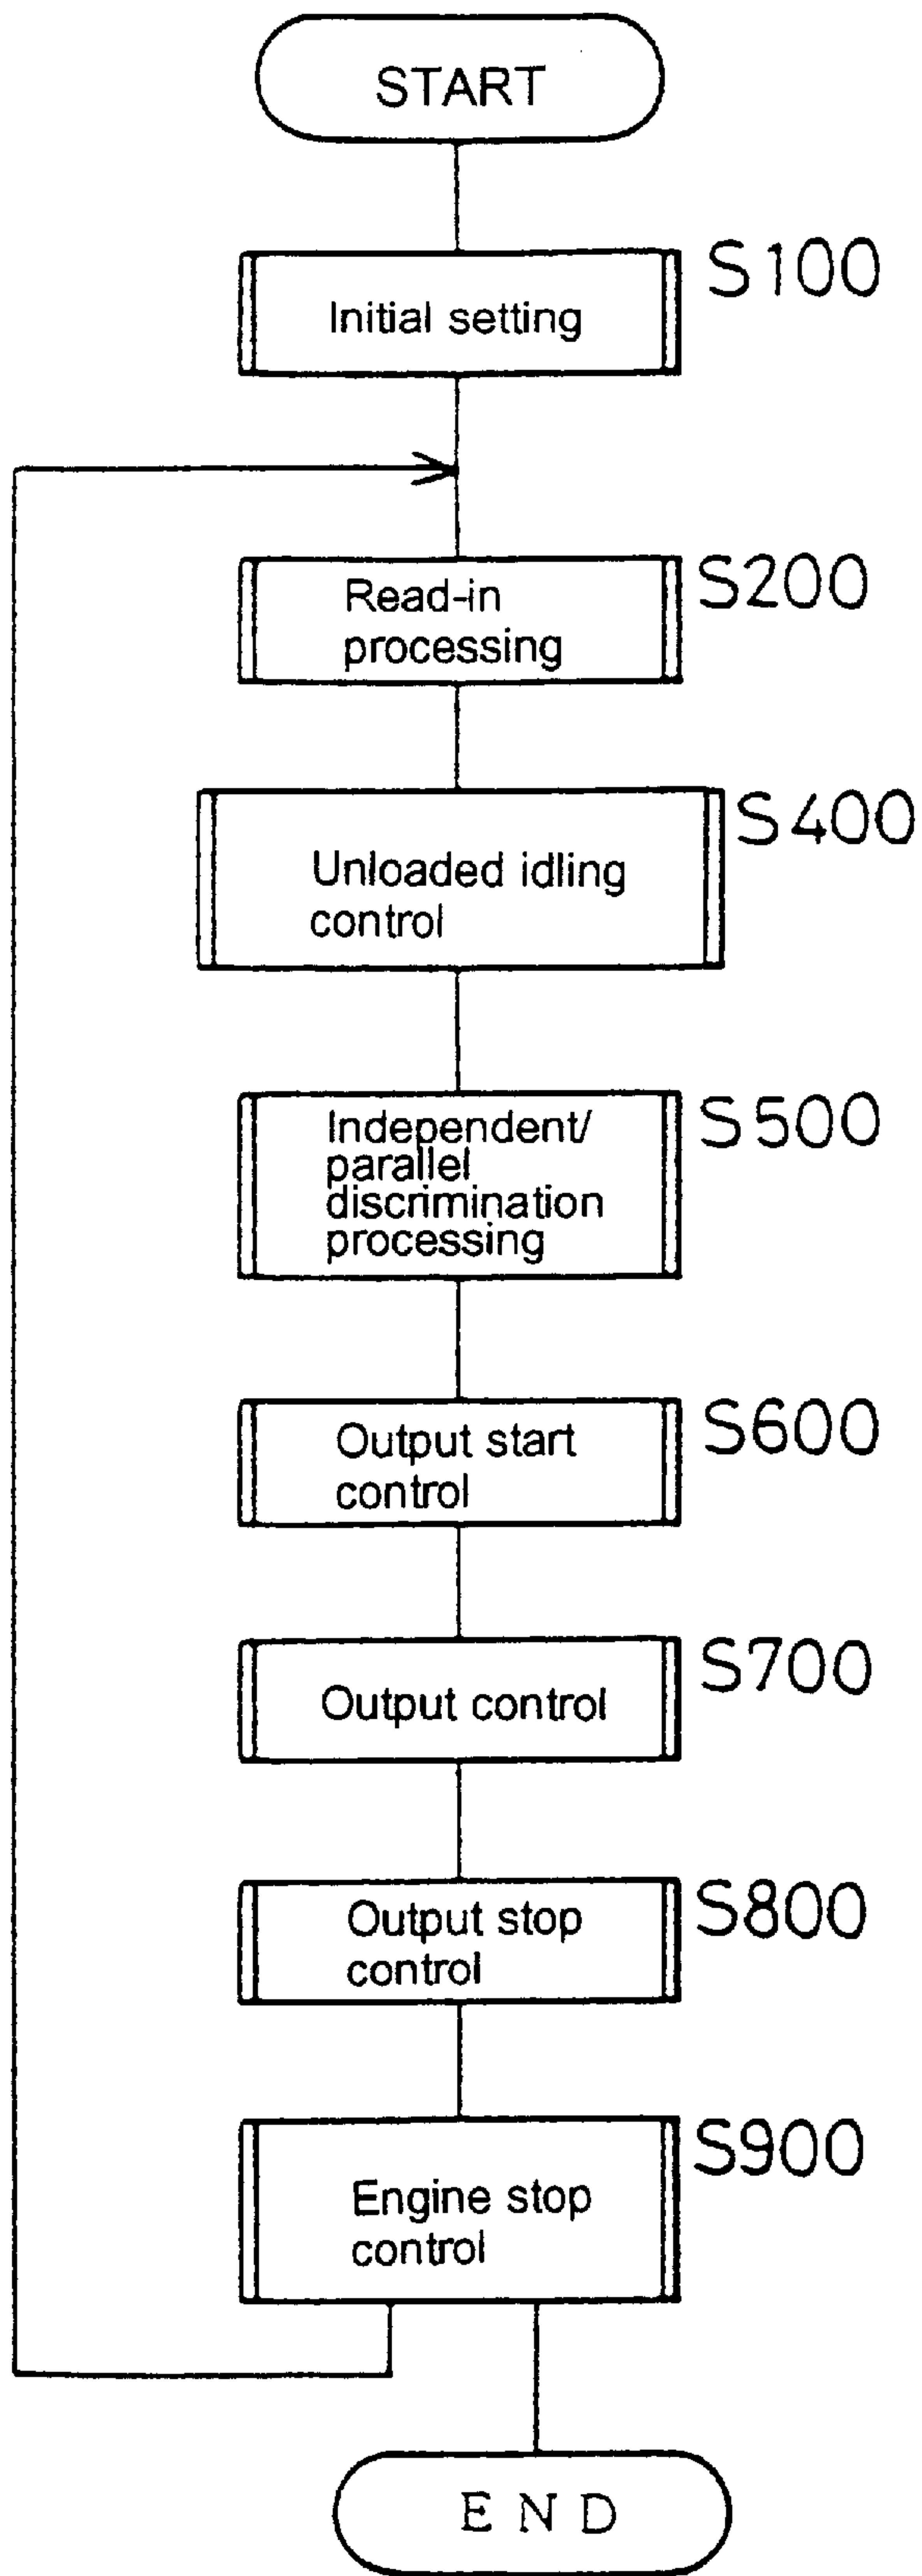 START
Initial setting
S100
Read-in
processing
S200
Unloaded idling
control
S400
Independent/
parallel
discrimination
processing
S500
Output start
control
S600
Output control
S700
Output stop
control
S800
Engine stop
control
S900
END